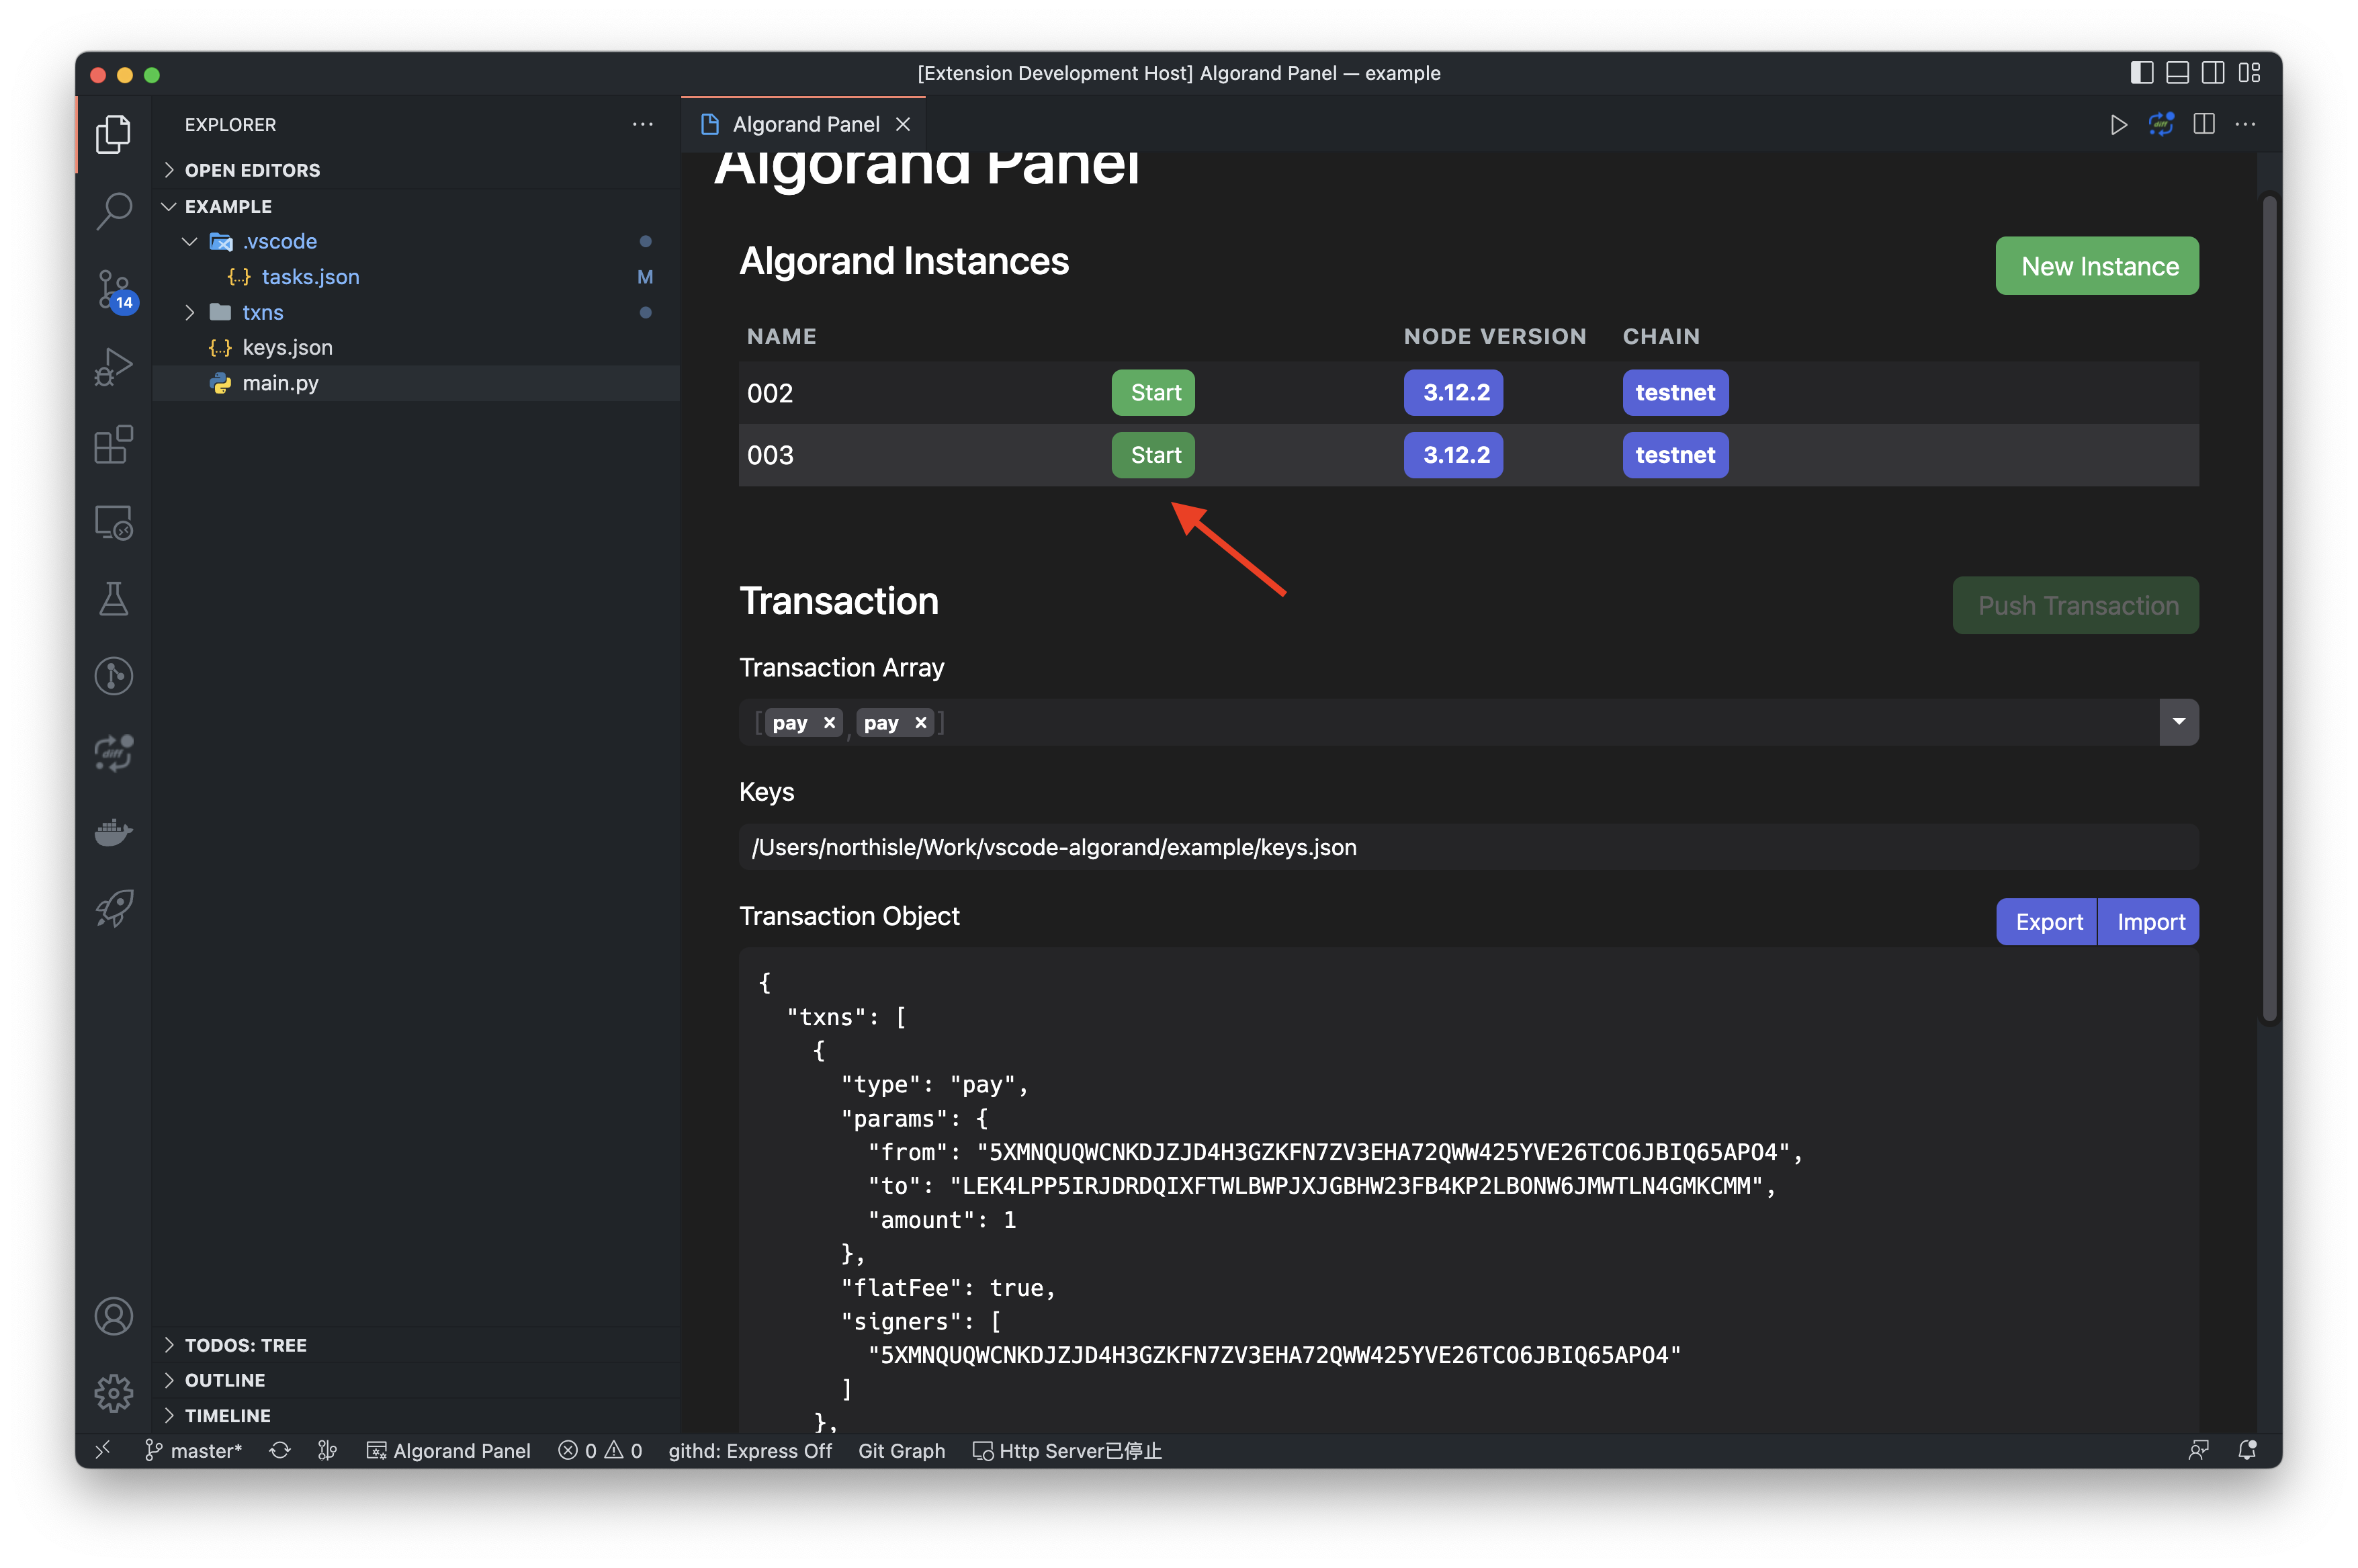 [Extension Development Host] Algorand Panel — example
EXPLORER
OPEN EDITORS
EXAMPLE
.vscode
tasks.json M
txns
keys.json
main.py
14
TODOS: TREE
OUTLINE
TIMELINE
Algorand Panel
Algorand Panel
Algorand Instances
New Instance
NAME NODE VERSION CHAIN
002 Start 3.12.2 testnet
003 Start 3.12.2 testnet
Transaction
Push Transaction
Transaction Array
[ pay × , pay × ]
Keys
/Users/northisle/Work/vscode-algorand/example/keys.json
Transaction Object
Export Import
{
"txns": [
{
"type": "pay",
"params": {
"from": "5XMNQUQWCNKDJZJD4H3GZKFN7ZV3EHA72QWW425YVE26TCO6JBIQ65APO4",
"to": "LEK4LPP5IRJDRDQIXFTWLBWPJXJGBHW23FB4KP2LBONW6JMWTLN4GMKCMM",
"amount": 1
},
"flatFee": true,
"signers": [
"5XMNQUQWCNKDJZJD4H3GZKFN7ZV3EHA72QWW425YVE26TCO6JBIQ65APO4"
]
},
master* Algorand Panel 0 0 githd: Express Off Git Graph Http Server已停止